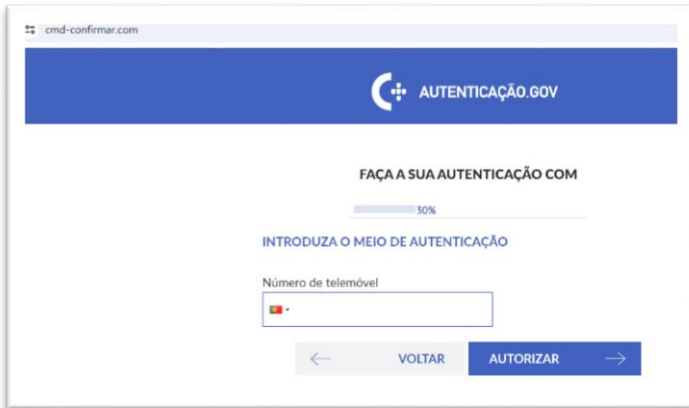 cmd-confirmar.com
AUTENTICAÇÃO.GOV
FAÇA A SUA AUTENTICAÇÃO COM
30%
INTRODUZA O MEIO DE AUTENTICAÇÃO
Número de telemóvel
VOLTAR AUTORIZAR